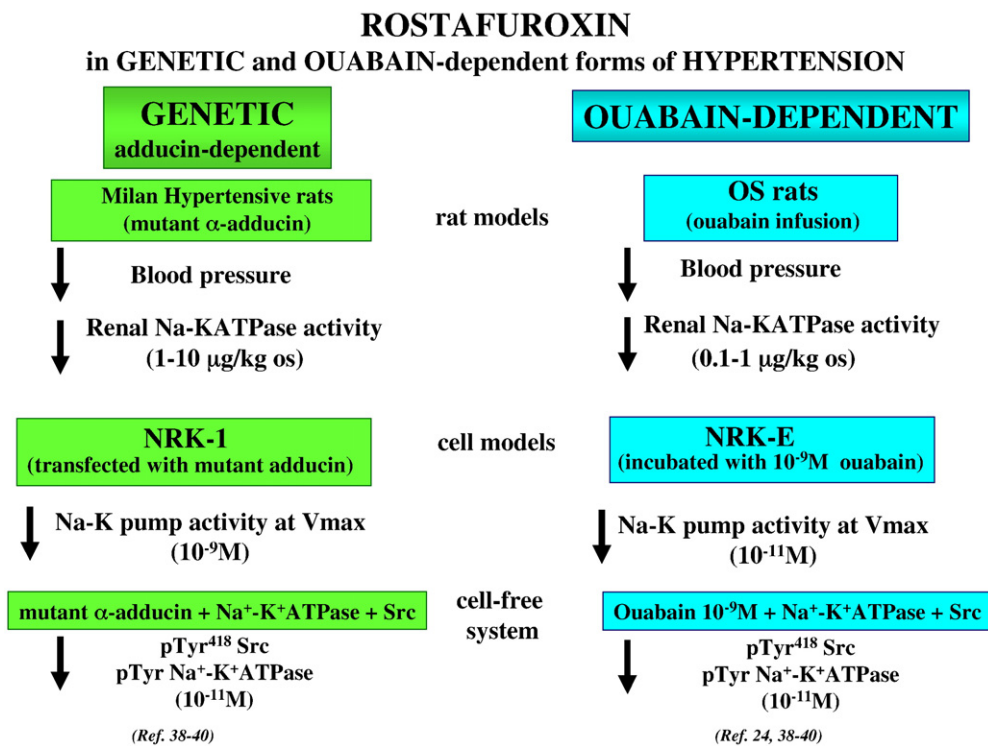 ROSTAFUROXIN
in GENETIC and OUABAIN-dependent forms of HYPERTENSION
GENETIC
adducin-dependent
OUABAIN-DEPENDENT
Milan Hypertensive rats
(mutant α-adducin)
rat models
OS rats
(ouabain infusion)
Blood pressure
Blood pressure
Renal Na-KATPase activity
(1-10 μg/kg os)
Renal Na-KATPase activity
(0.1-1 μg/kg os)
NRK-1
(transfected with mutant adducin)
cell models
NRK-E
(incubated with 10⁻⁹M ouabain)
Na-K pump activity at Vmax
(10⁻⁹M)
Na-K pump activity at Vmax
(10⁻¹¹M)
mutant α-adducin + Na⁺-K⁺ATPase + Src
cell-free
system
Ouabain 10⁻⁹M + Na⁺-K⁺ATPase + Src
pTyr⁴¹⁸ Src
pTyr Na⁺-K⁺ATPase
(10⁻¹¹M)
pTyr⁴¹⁸ Src
pTyr Na⁺-K⁺ATPase
(10⁻¹¹M)
(Ref. 38-40)
(Ref. 24, 38-40)